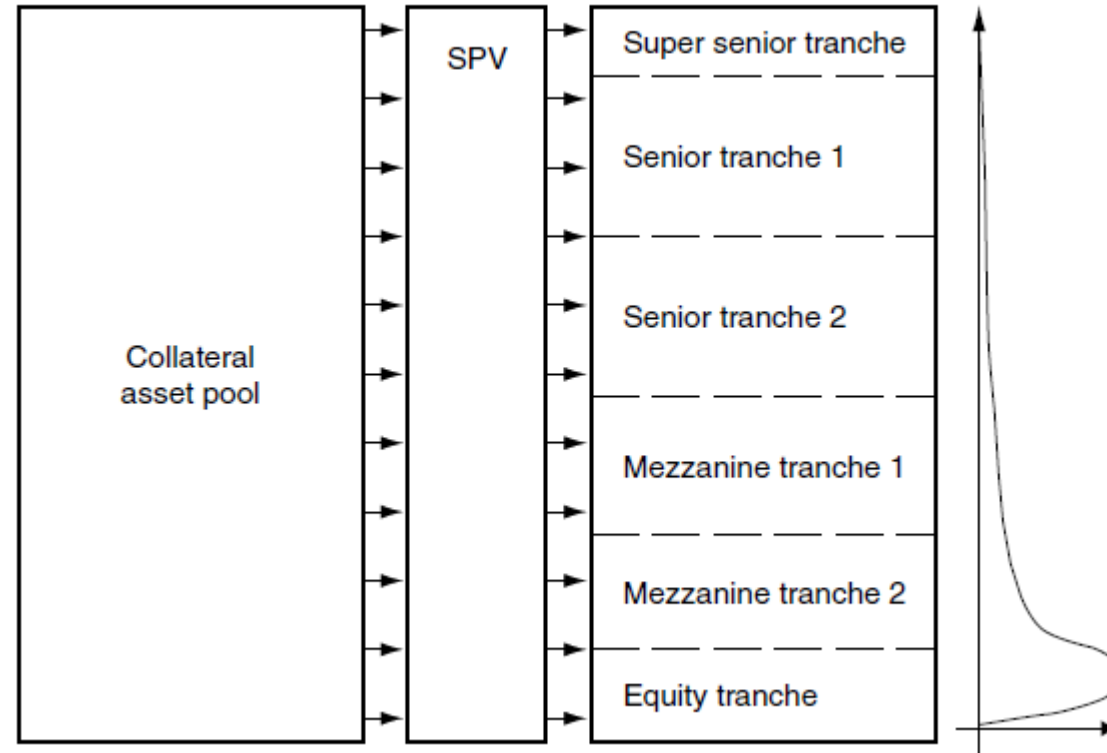 Collateral
asset pool
SPV
Super senior tranche
Senior tranche 1
Senior tranche 2
Mezzanine tranche 1
Mezzanine tranche 2
Equity tranche